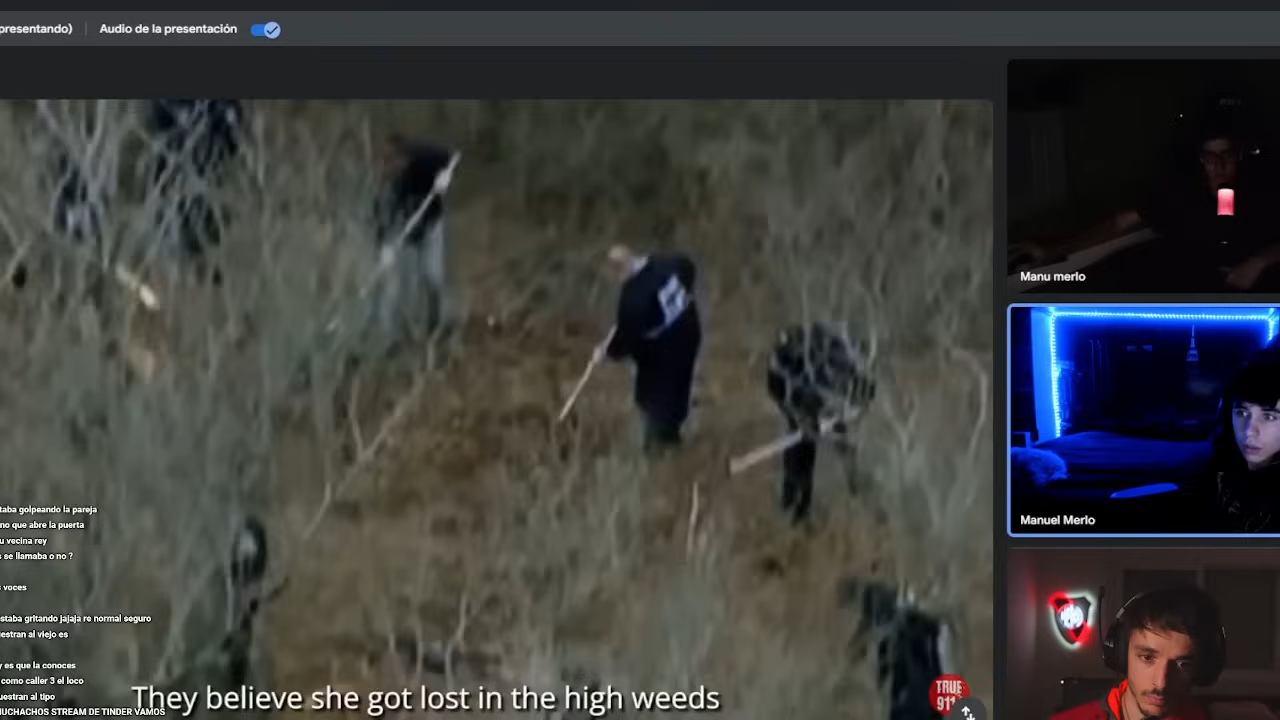 presentando)
Audio de la presentación
Manu merlo
Manuel Merlo
taba golpeando la pareja
no que abre la puerta
u vecina rey
se llamaba o no ?
voces
staba gritando jajaja re normal seguro
estran al viejo es
y es que la conoces
como caller 3 el loco
uestran al tipo
MUCHACHOS STREAM DE TINDER VAMOS
They believe she got lost in the high weeds
TRUE
911